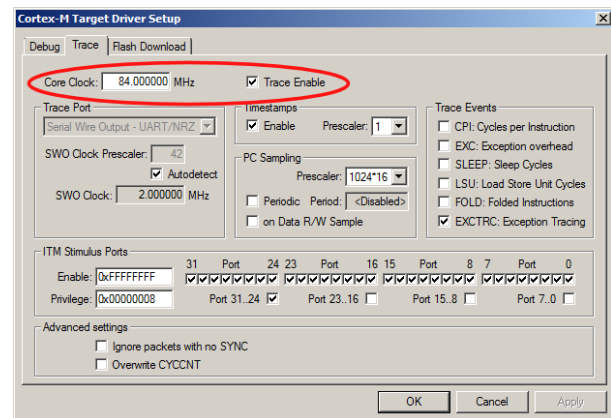 Cortex-M Target Driver Setup
Debug Trace Flash Download
Core Clock: 84.000000 MHz Trace Enable
Trace Port
Serial Wire Output - UART/NRZ
SWO Clock Prescaler: 42
Autodetect
SWO Clock: 2.000000 MHz
Timestamps
Enable Prescaler: 1
PC Sampling
Prescaler: 1024*16
Periodic Period: <Disabled>
on Data R/W Sample
Trace Events
CPI: Cycles per Instruction
EXC: Exception overhead
SLEEP: Sleep Cycles
LSU: Load Store Unit Cycles
FOLD: Folded Instructions
EXCTRC: Exception Tracing
ITM Stimulus Ports
31 Port 24 23 Port 16 15 Port 8 7 Port 0
Enable: 0xFFFFFFFF
Privilege: 0x00000008 Port 31..24 Port 23..16 Port 15..8 Port 7..0
Advanced settings
Ignore packets with no SYNC
Overwrite CYCCNT
OK Cancel Apply